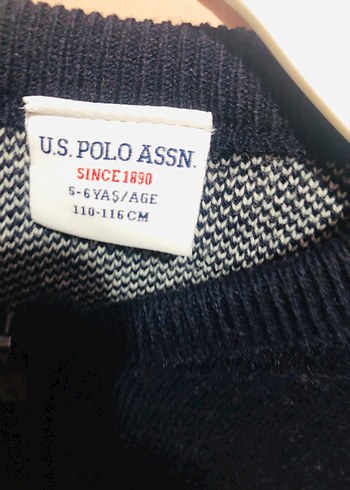 U.S. POLO ASSN.
SINCE 1890
5-6 YAŞ/AGE
110-116 CM